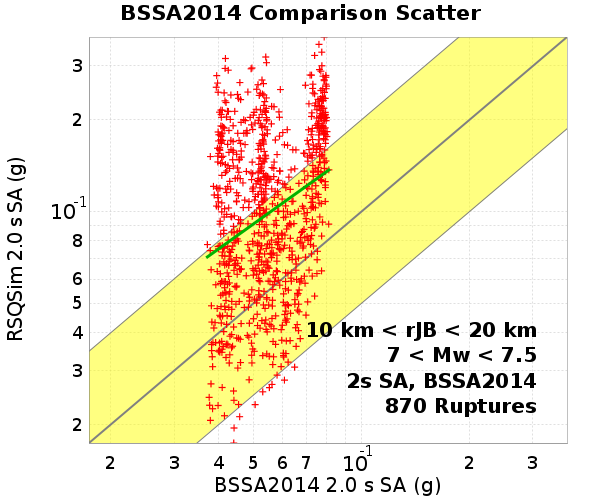 BSSA2014 Comparison Scatter
RSQSim 2.0 s SA (g)
3
2
10-1
8
6
5
4
3
2
10 km < rJB < 20 km
7 < Mw < 7.5
2s SA, BSSA2014
870 Ruptures
2 3 4 5 6 7 10-1 2 3
BSSA2014 2.0 s SA (g)